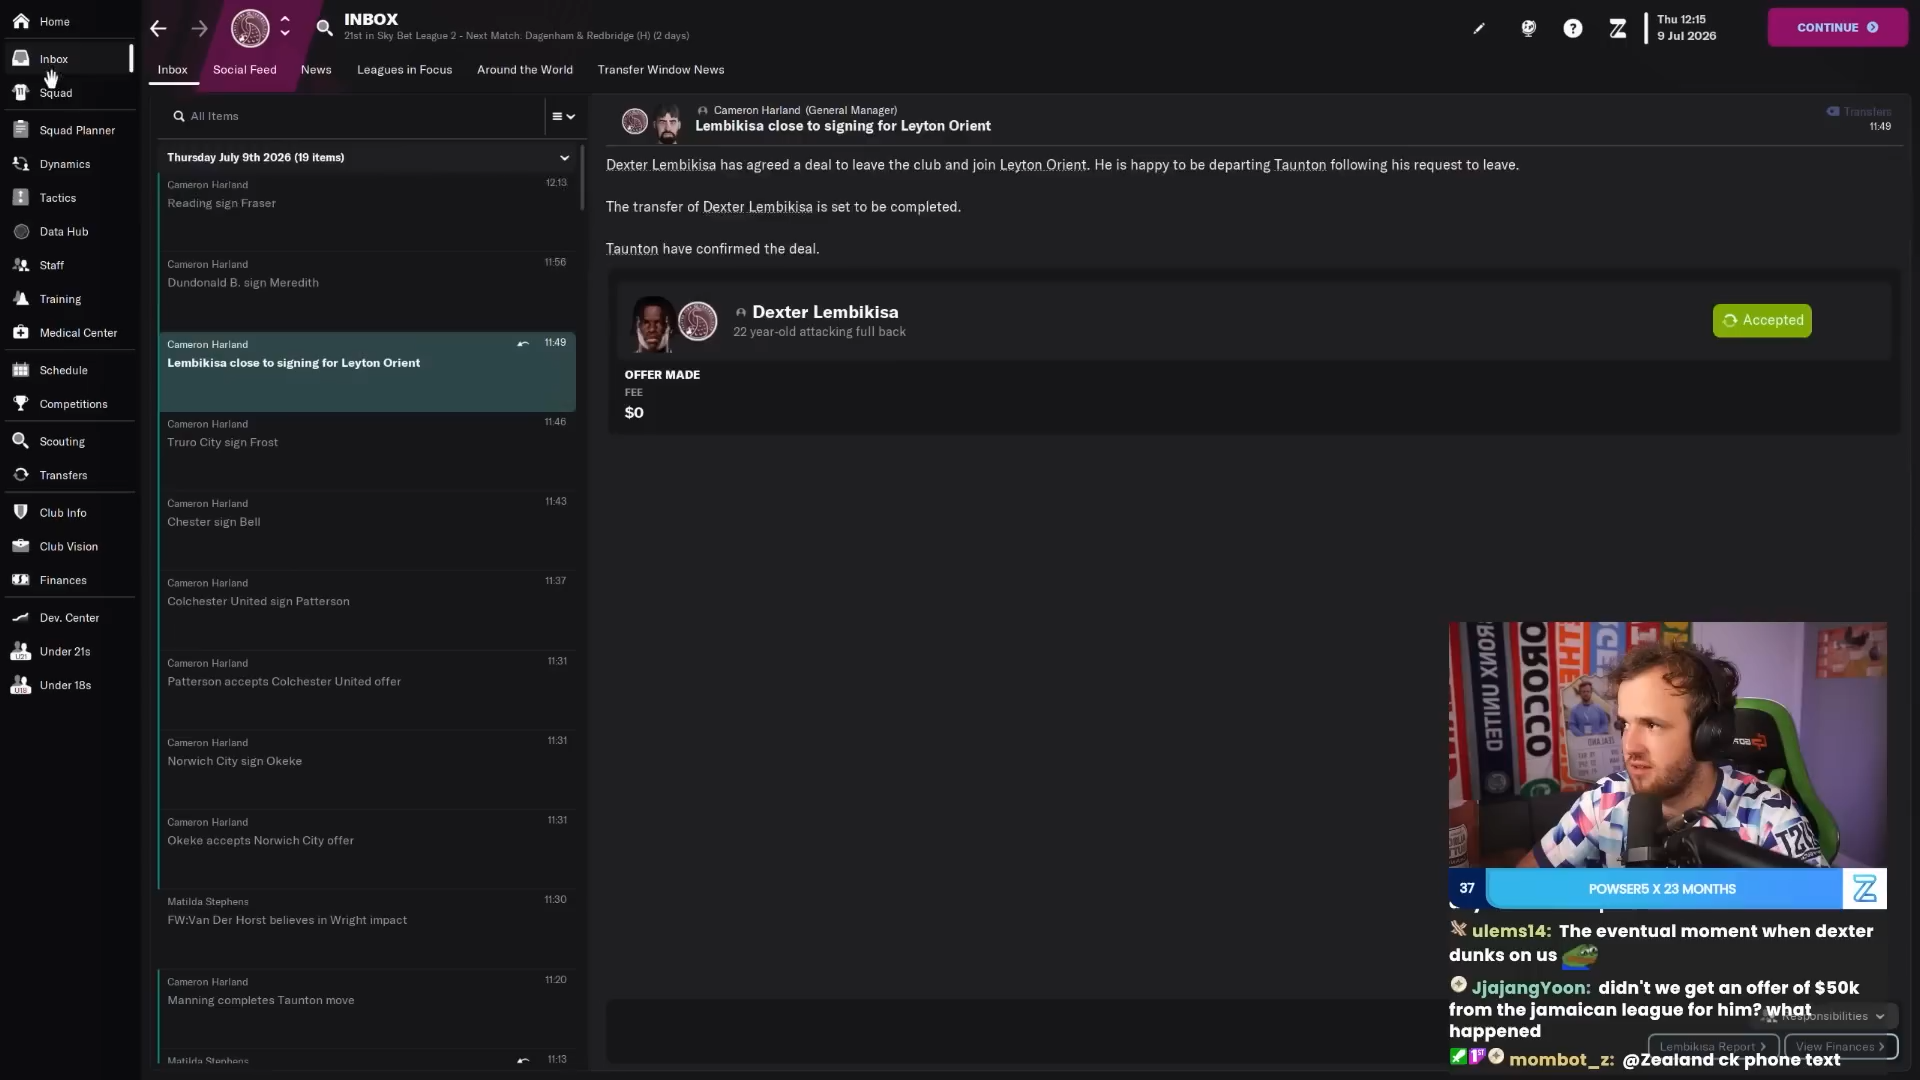 Home
Inbox
Squad
Squad Planner
Dynamics
Tactics
Data Hub
Staff
Training
Medical Center
Schedule
Competitions
Scouting
Transfers
Club Info
Club Vision
Finances
Dev. Center
Under 21s
Under 18s
INBOX
21st in Sky Bet League 2 - Next Match: Dagenham & Redbridge (H) (2 days)
Thu 12:15
9 Jul 2026
CONTINUE
Inbox Social Feed News Leagues in Focus Around the World Transfer Window News
All Items
Thursday July 9th 2026 (19 items)
Cameron Harland 12:13
Reading sign Fraser
Cameron Harland 11:56
Dundonald B. sign Meredith
Cameron Harland 11:49
Lembikisa close to signing for Leyton Orient
Cameron Harland 11:46
Truro City sign Frost
Cameron Harland 11:43
Chester sign Bell
Cameron Harland 11:37
Colchester United sign Patterson
Cameron Harland 11:31
Patterson accepts Colchester United offer
Cameron Harland 11:31
Norwich City sign Okeke
Cameron Harland 11:31
Okeke accepts Norwich City offer
Matilda Stephens 11:30
FW:Van Der Horst believes in Wright impact
Cameron Harland 11:20
Manning completes Taunton move
Matilda Stephens 11:13
Cameron Harland (General Manager)
Lembikisa close to signing for Leyton Orient
Transfers
11:49
Dexter Lembikisa has agreed a deal to leave the club and join Leyton Orient. He is happy to be departing Taunton following his request to leave.
The transfer of Dexter Lembikisa is set to be completed.
Taunton have confirmed the deal.
Dexter Lembikisa
22 year-old attacking full back
Accepted
OFFER MADE
FEE
$0
BRONX UNITED
MOROCCO
37 POWSER5 X 23 MONTHS
ulems14: The eventual moment when dexter
dunks on us
JjajangYoon: didn't we get an offer of $50k
from the jamaican league for him? what
happened
Responsibilities
Lembikisa Report
View Finances
mombot_z: @Zealand ck phone text